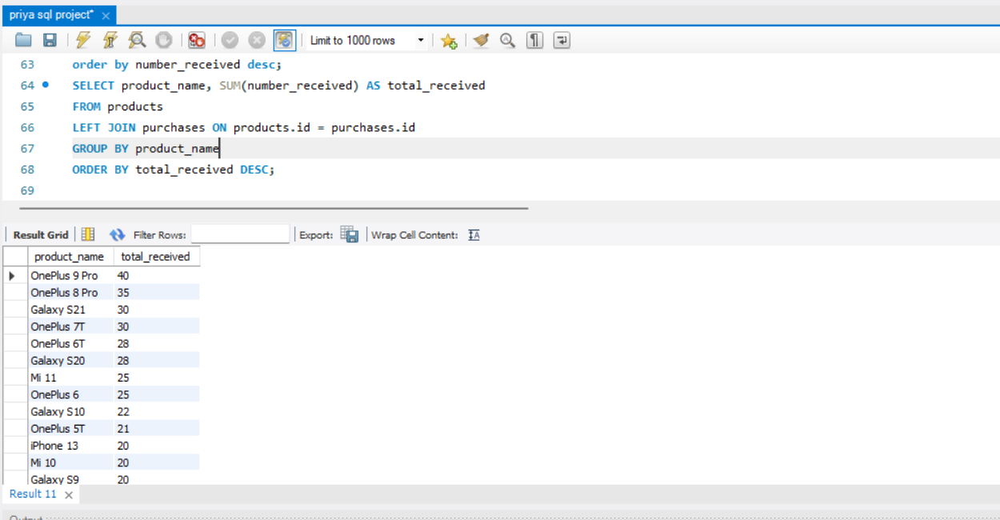 priya sql project*
Limit to 1000 rows
63 order by number_received desc;
64 SELECT product_name, SUM(number_received) AS total_received
65 FROM products
66 LEFT JOIN purchases ON products.id = purchases.id
67 GROUP BY product_name
68 ORDER BY total_received DESC;
69
Result Grid Filter Rows: Export: Wrap Cell Content:
product_name total_received
OnePlus 9 Pro 40
OnePlus 8 Pro 35
Galaxy S21 30
OnePlus 7T 30
OnePlus 6T 28
Galaxy S20 28
Mi 11 25
OnePlus 6 25
Galaxy S10 22
OnePlus 5T 21
iPhone 13 20
Mi 10 20
Galaxy S9 20
Result 11
Output